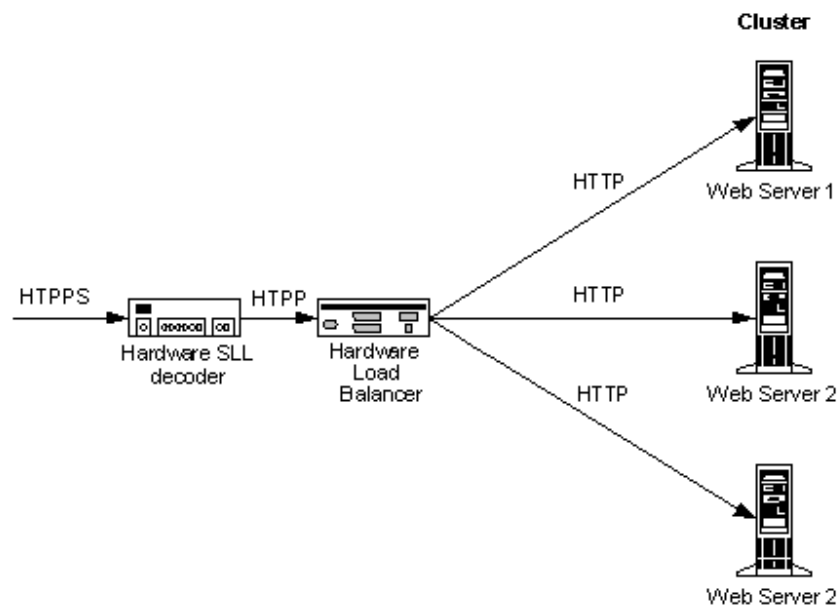 Cluster
HTTP
Web Server 1
HTPPS
HTPP
HTTP
Hardware SLL
decoder
Hardware
Load
Balancer
Web Server 2
HTTP
Web Server 2